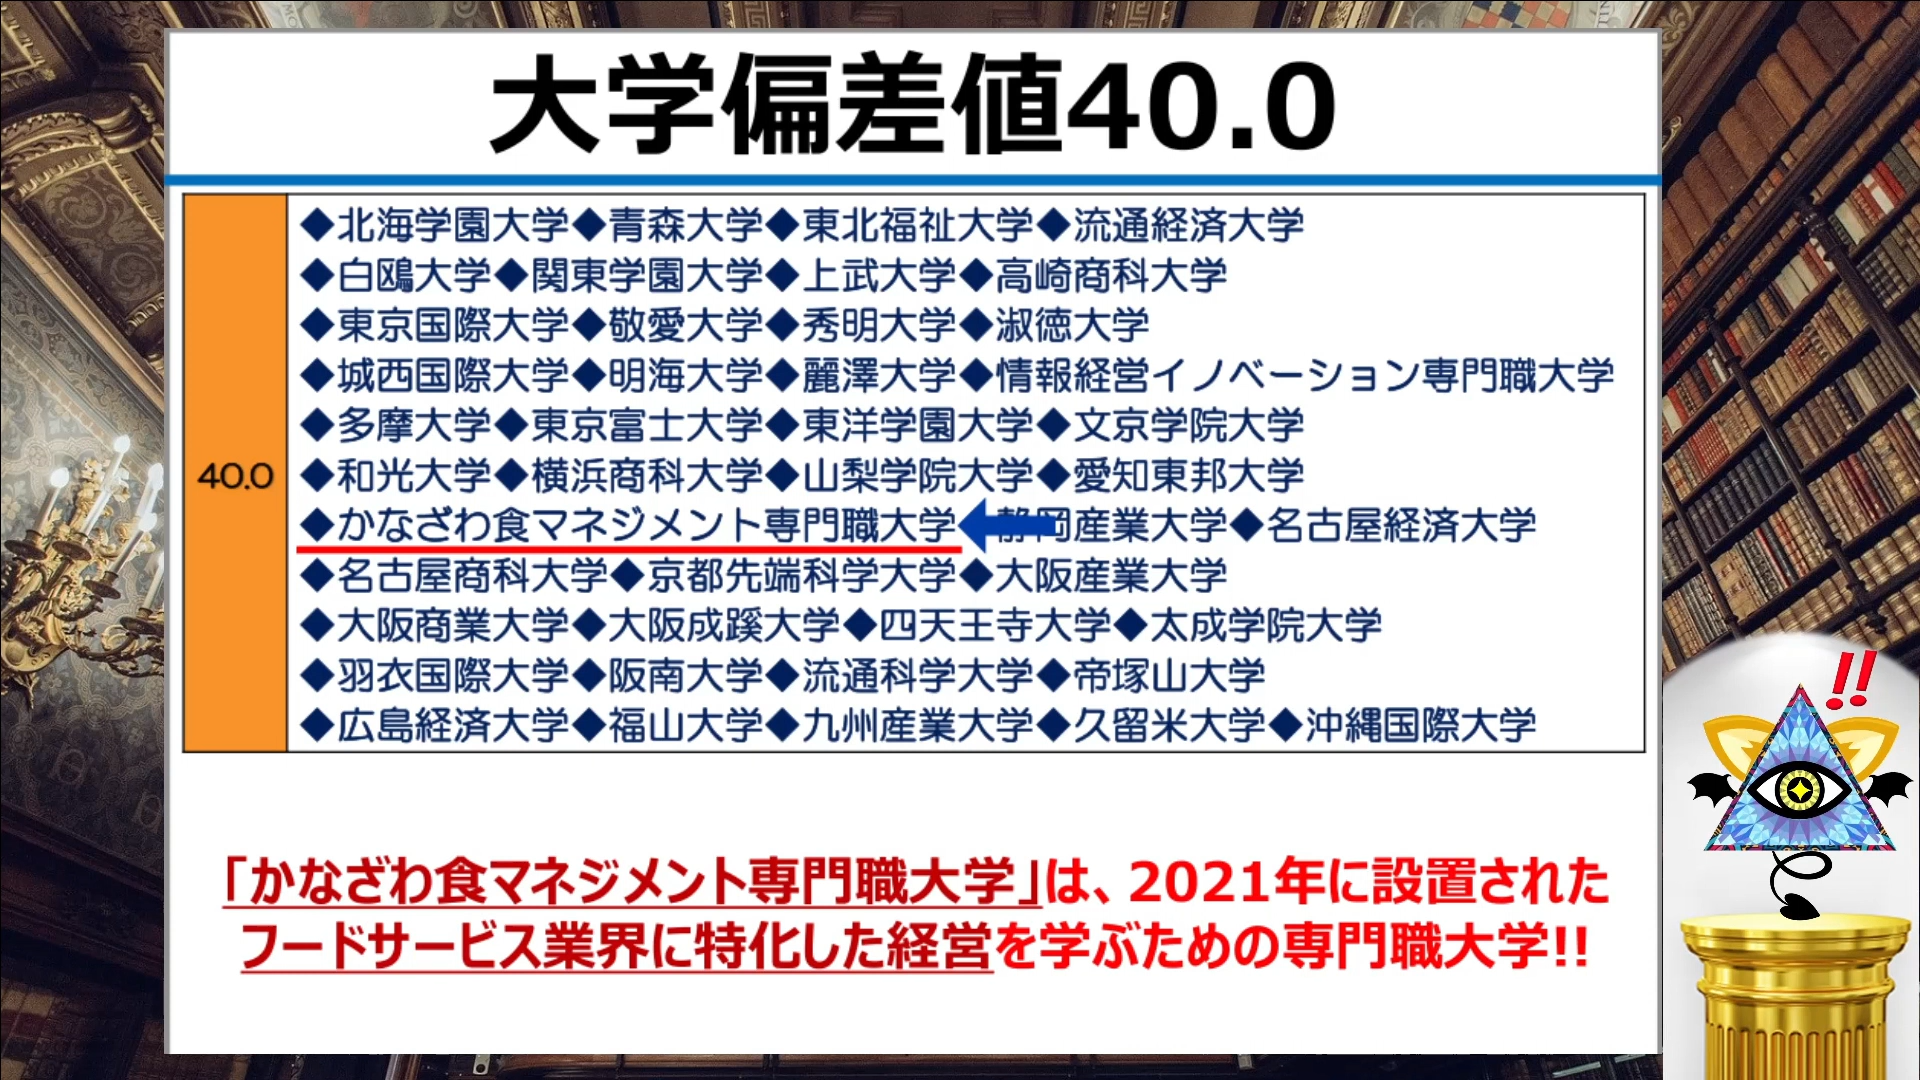 大学偏差値40.0
40.0
◆北海学園大学◆青森大学◆東北福祉大学◆流通経済大学
◆白鴎大学◆関東学園大学◆上武大学◆高崎商科大学
◆東京国際大学◆敬愛大学◆秀明大学◆淑徳大学
◆城西国際大学◆明海大学◆麗澤大学◆情報経営イノベーション専門職大学
◆多摩大学◆東京富士大学◆東洋学園大学◆文京学院大学
◆和光大学◆横浜商科大学◆山梨学院大学◆愛知東邦大学
◆かなざわ食マネジメント専門職大学 静岡産業大学◆名古屋経済大学
◆名古屋商科大学◆京都先端科学大学◆大阪産業大学
◆大阪商業大学◆大阪成蹊大学◆四天王寺大学◆太成学院大学
◆羽衣国際大学◆阪南大学◆流通科学大学◆帝塚山大学
◆広島経済大学◆福山大学◆九州産業大学◆久留米大学◆沖縄国際大学
「かなざわ食マネジメント専門職大学」は、2021年に設置された
フードサービス業界に特化した経営を学ぶための専門職大学!!
!!